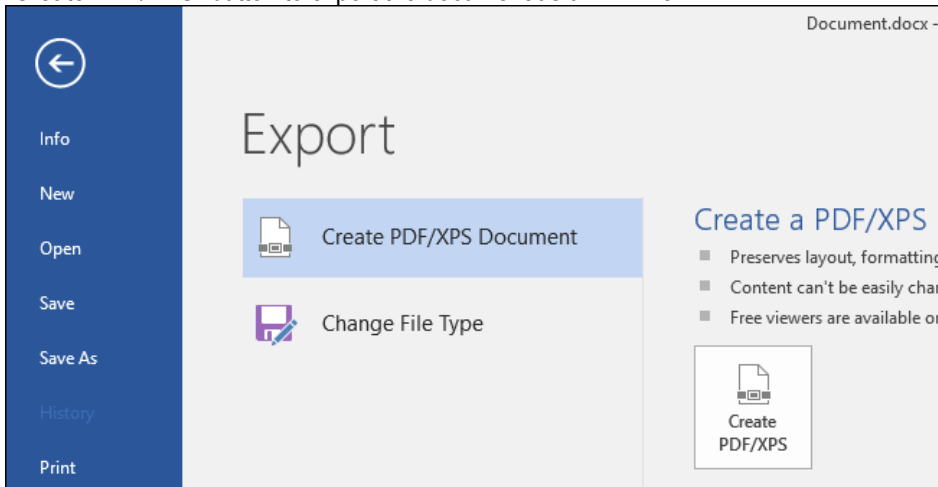 Document.docx -
Info
New
Open
Save
Save As
History
Print
Export
Create PDF/XPS Document
Change File Type
Create a PDF/XPS
Preserves layout, formatting
Content can't be easily
Free viewers are available
Create
PDF/XPS